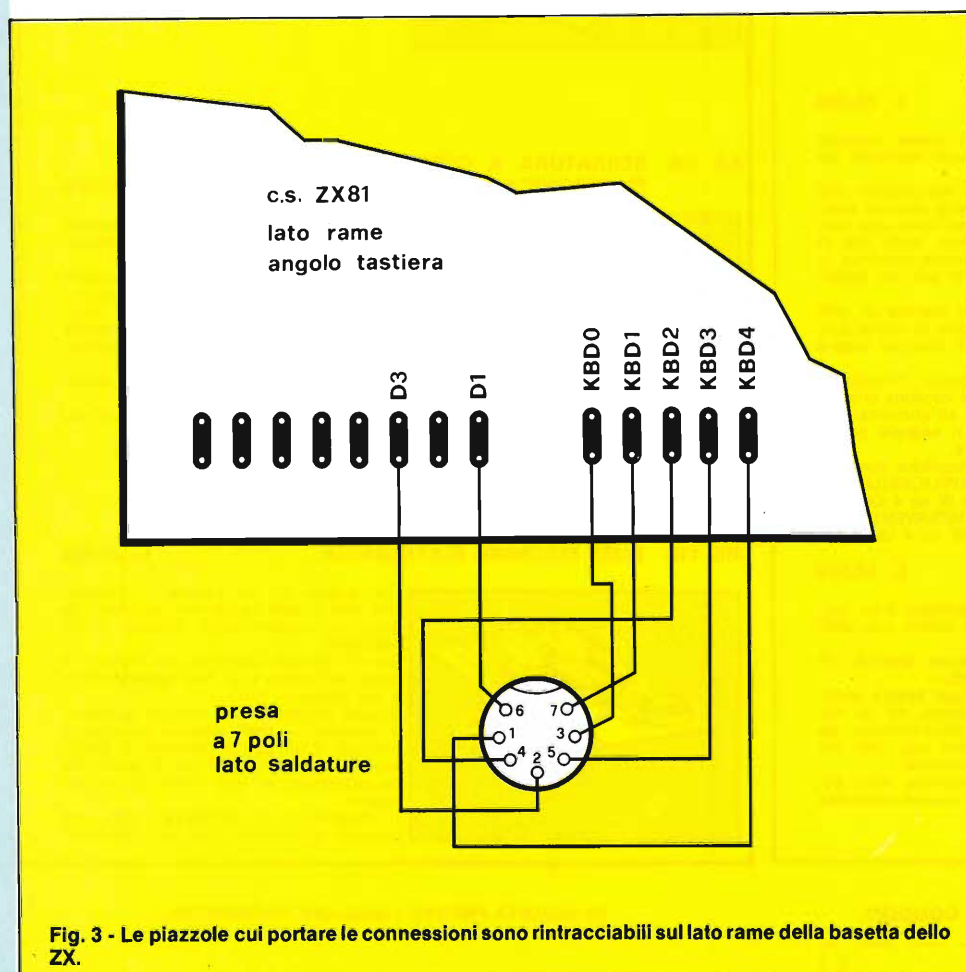 c.s. ZX81
lato rame
angolo tastiera
D3
D1
KBD0
KBD1
KBD2
KBD3
KBD4
presa
a 7 poli
lato saldature
6
7
1
3
4
2
5
Fig. 3 - Le piazzole cui portare le connessioni sono rintracciabili sul lato rame della basetta dello
ZX.